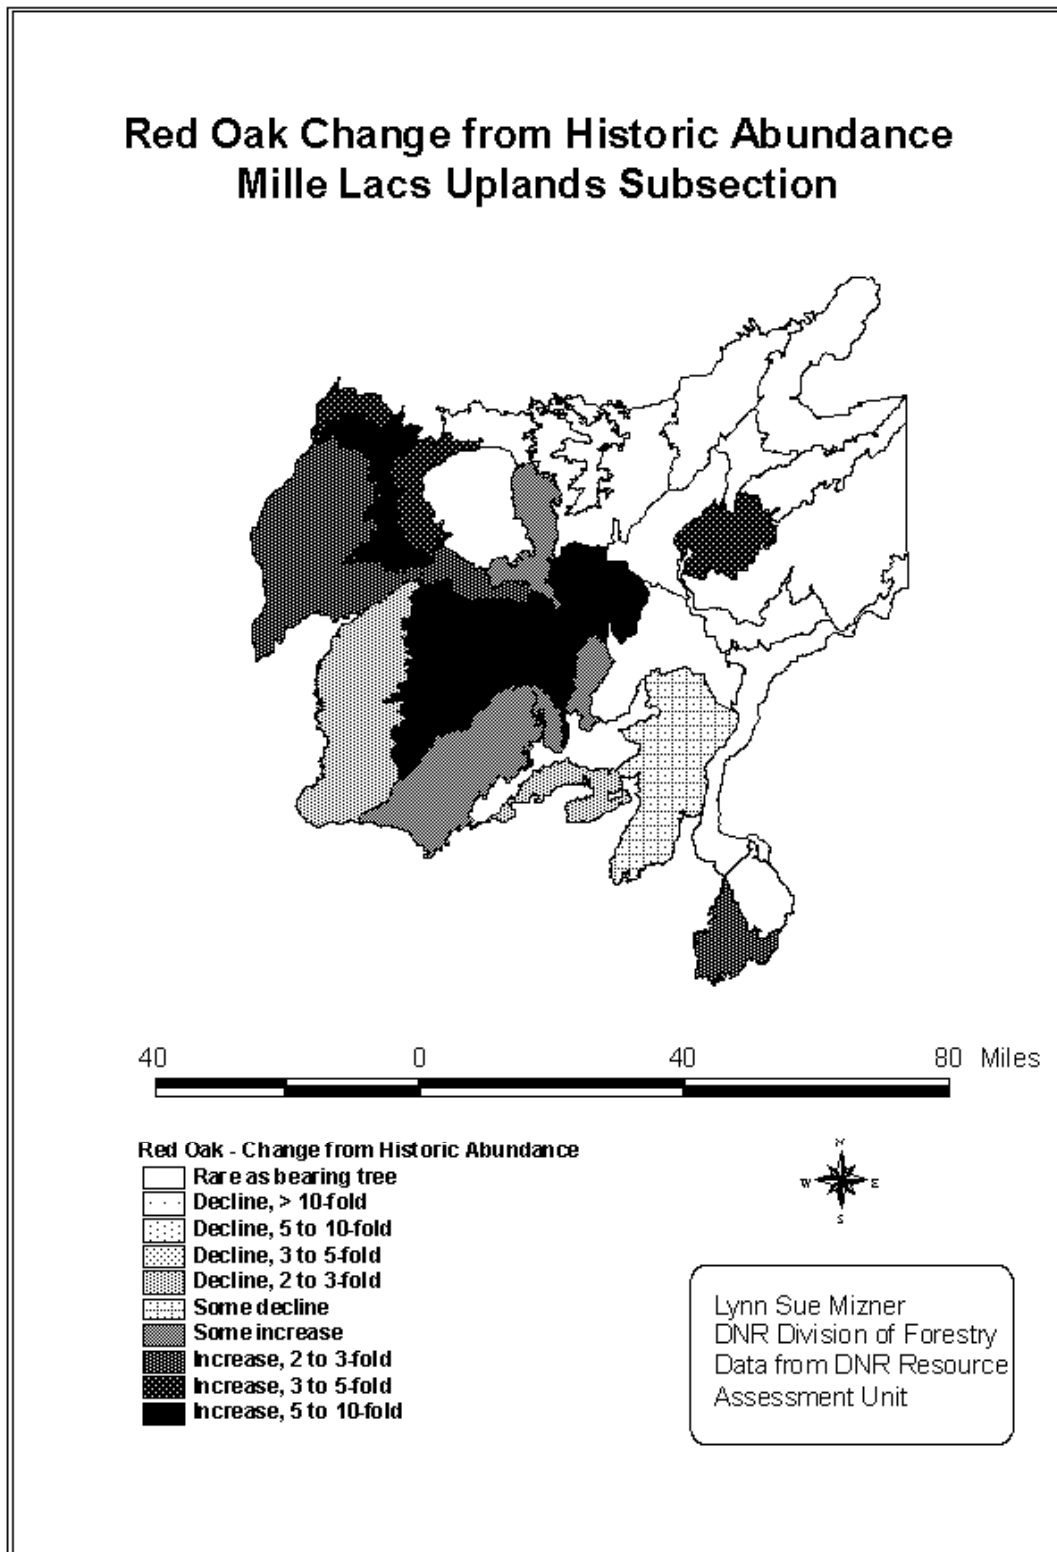 Red Oak Change from Historic Abundance
Mille Lacs Uplands Subsection
40 0 40 80 Miles
Red Oak - Change from Historic Abundance
Rare as bearing tree
Decline, > 10-fold
Decline, 5 to 10-fold
Decline, 3 to 5-fold
Decline, 2 to 3-fold
Some decline
Some increase
Increase, 2 to 3-fold
Increase, 3 to 5-fold
Increase, 5 to 10-fold
N
W E
S
Lynn Sue Mizner
DNR Division of Forestry
Data from DNR Resource
Assessment Unit